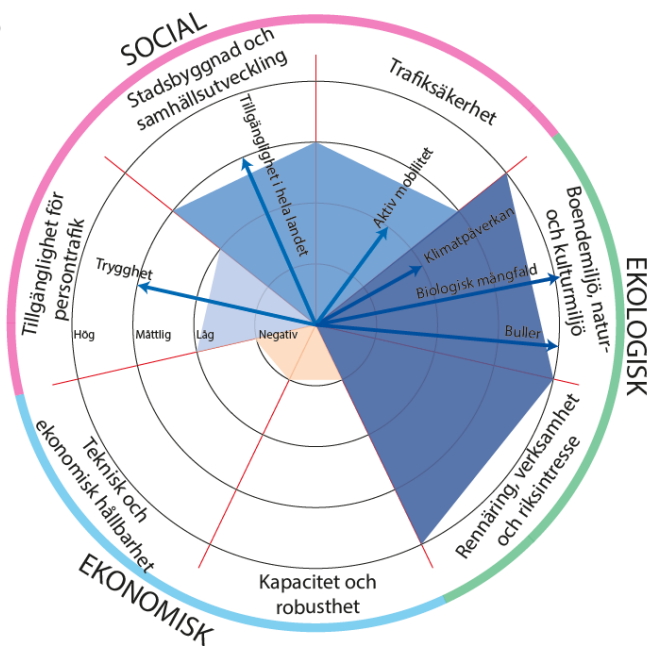 SOCIAL
Stadsbyggnad och
samhällsutveckling
Trafiksäkerhet
Tillgänglighet för
persontrafik
Tillgänglighet i hela landet
Aktiv mobilitet
Klimatpåverkan
Biologisk mångfald
Buller
Trygghet
Hög
Måttlig
Låg
Negativ
Boendemiljö, natur-
och kulturmiljö
EKOLOGISK
Rennäring, verksamhet
och riksintresse
Teknisk och
ekonomisk hållbarhet
EKONOMISK
Kapacitet och
robusthet